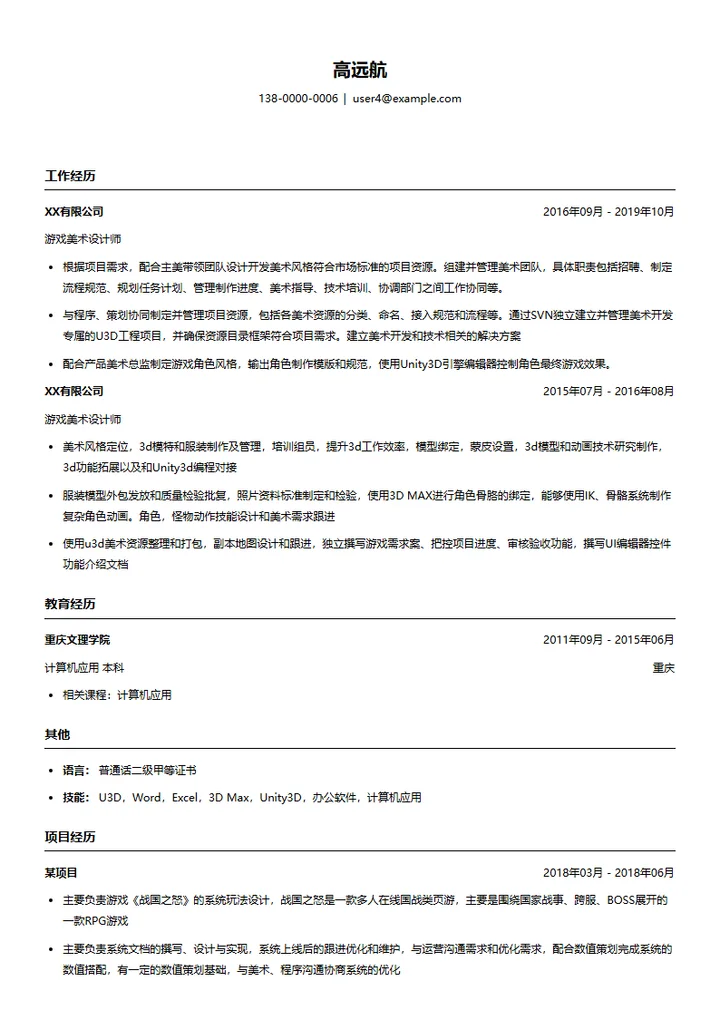 高远航
138-0000-0006 | user4@example.com
工作经历
XX有限公司 2016年09月 - 2019年10月
游戏美术设计师
• 根据项目需求，配合主美带领团队设计开发美术风格符合市场标准的项目资源。组建并管理美术团队，具体职责包括招聘、制定
流程规范、规划任务计划、管理制作进度、美术指导、技术培训、协调部门之间工作协同等。
• 与程序、策划协同制定并管理项目资源，包括各美术资源的分类、命名、接入规范和流程等。通过SVN独立建立并管理美术开发
专属的U3D工程项目，并确保资源目录框架符合项目需求。建立美术开发和技术相关的解决方案
• 配合产品美术总监制定游戏角色风格，输出角色制作模版和规范，使用Unity3D引擎编辑器控制角色最终游戏效果。
XX有限公司 2015年07月 - 2016年08月
游戏美术设计师
• 美术风格定位，3d模特和服装制作及管理，培训组员，提升3d工作效率，模型绑定，蒙皮设置，3d模型和动画技术研究制作，
3d功能拓展以及和Unity3d编程对接
• 服装模型外包发放和质量检验批复，照片资料标准制定和检验，使用3D MAX进行角色骨胳的绑定，能够使用IK、骨骼系统制作
复杂角色动画。角色，怪物动作技能设计和美术需求跟进
• 使用u3d美术资源整理和打包，副本地图设计和跟进，独立撰写游戏需求案、把控项目进度、审核验收功能，撰写UI编辑器控件
功能介绍文档
教育经历
重庆文理学院 2011年09月 - 2015年06月
计算机应用 本科 重庆
• 相关课程：计算机应用
其他
• 语言： 普通话二级甲等证书
• 技能： U3D，Word，Excel，3D Max，Unity3D，办公软件，计算机应用
项目经历
某项目 2018年03月 - 2018年06月
• 主要负责游戏《战国之怒》的系统玩法设计，战国之怒是一款多人在线国战类页游，主要是围绕国家战事、跨服、BOSS展开的
一款RPG游戏
• 主要负责系统文档的撰写、设计与实现，系统上线后的跟进优化和维护，与运营沟通需求和优化需求，配合数值策划完成系统的
数值搭配，有一定的数值策划基础，与美术、程序沟通协商系统的优化